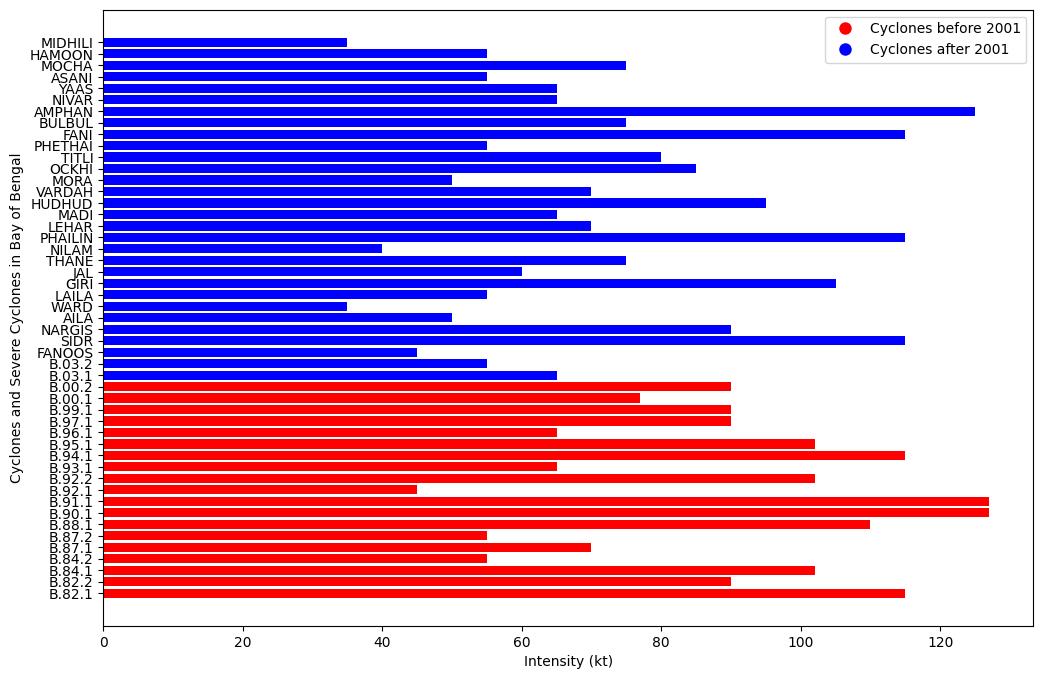 Cyclones before 2001
Cyclones after 2001
MIDHILI
HAMOON
MOCHA
ASANI
YAAS
NIVAR
AMPHAN
BULBUL
FANI
PHETHAI
TITLI
OCKHI
MORA
VARDAH
HUDHUD
MADI
LEHAR
PHAILIN
NILAM
THANE
JAL
GIRI
LAILA
WARD
AILA
NARGIS
SIDR
FANOOS
B.03.2
B.03.1
B.00.2
B.00.1
B.99.1
B.97.1
B.96.1
B.95.1
B.94.1
B.93.1
B.92.2
B.92.1
B.91.1
B.90.1
B.88.1
B.87.2
B.87.1
B.84.2
B.84.1
B.82.2
B.82.1
Cyclones and Severe Cyclones in Bay of Bengal
0 20 40 60 80 100 120
Intensity (kt)